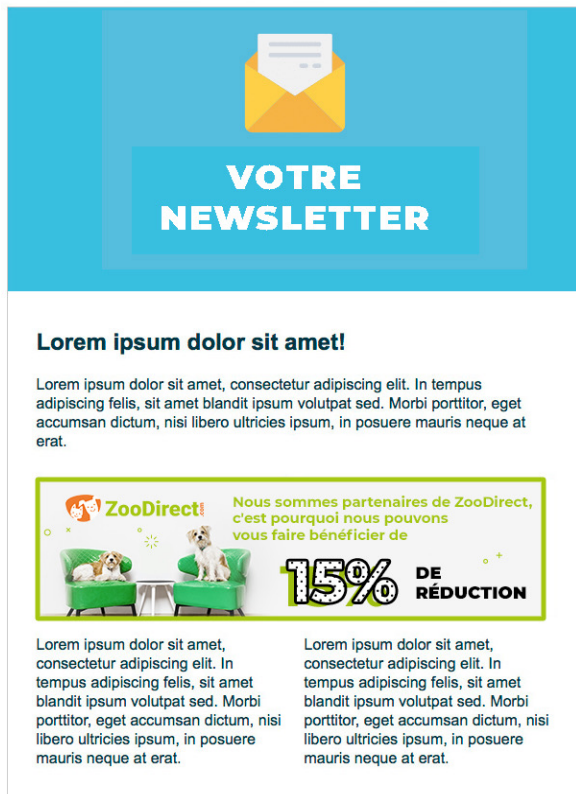 VOTRE
NEWSLETTER
Lorem ipsum dolor sit amet!
Lorem ipsum dolor sit amet, consectetur adipiscing elit. In tempus
adipiscing felis, sit amet blandit ipsum volutpat sed. Morbi porttitor, eget
accumsan dictum, nisi libero ultricies ipsum, in posuere mauris neque at
erat.
ZooDirect.com
Nous sommes partenaires de ZooDirect,
c'est pourquoi nous pouvons
vous faire bénéficier de
15%
DE
RÉDUCTION
Lorem ipsum dolor sit amet,
consectetur adipiscing elit. In
tempus adipiscing felis, sit amet
blandit ipsum volutpat sed. Morbi
porttitor, eget accumsan dictum, nisi
libero ultricies ipsum, in posuere
mauris neque at erat.
Lorem ipsum dolor sit amet,
consectetur adipiscing elit. In
tempus adipiscing felis, sit amet
blandit ipsum volutpat sed. Morbi
porttitor, eget accumsan dictum, nisi
libero ultricies ipsum, in posuere
mauris neque at erat.